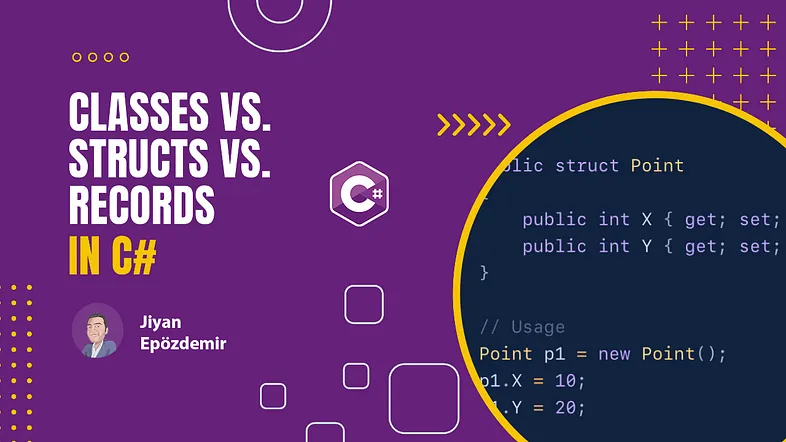 CLASSES VS.
STRUCTS VS.
RECORDS
IN C#
Jiyan
Epözdemir
C#
struct Point
public int X { get; set;
public int Y { get; set;
}
// Usage
Point p1 = new Point();
p1.X = 10;
.Y = 20;